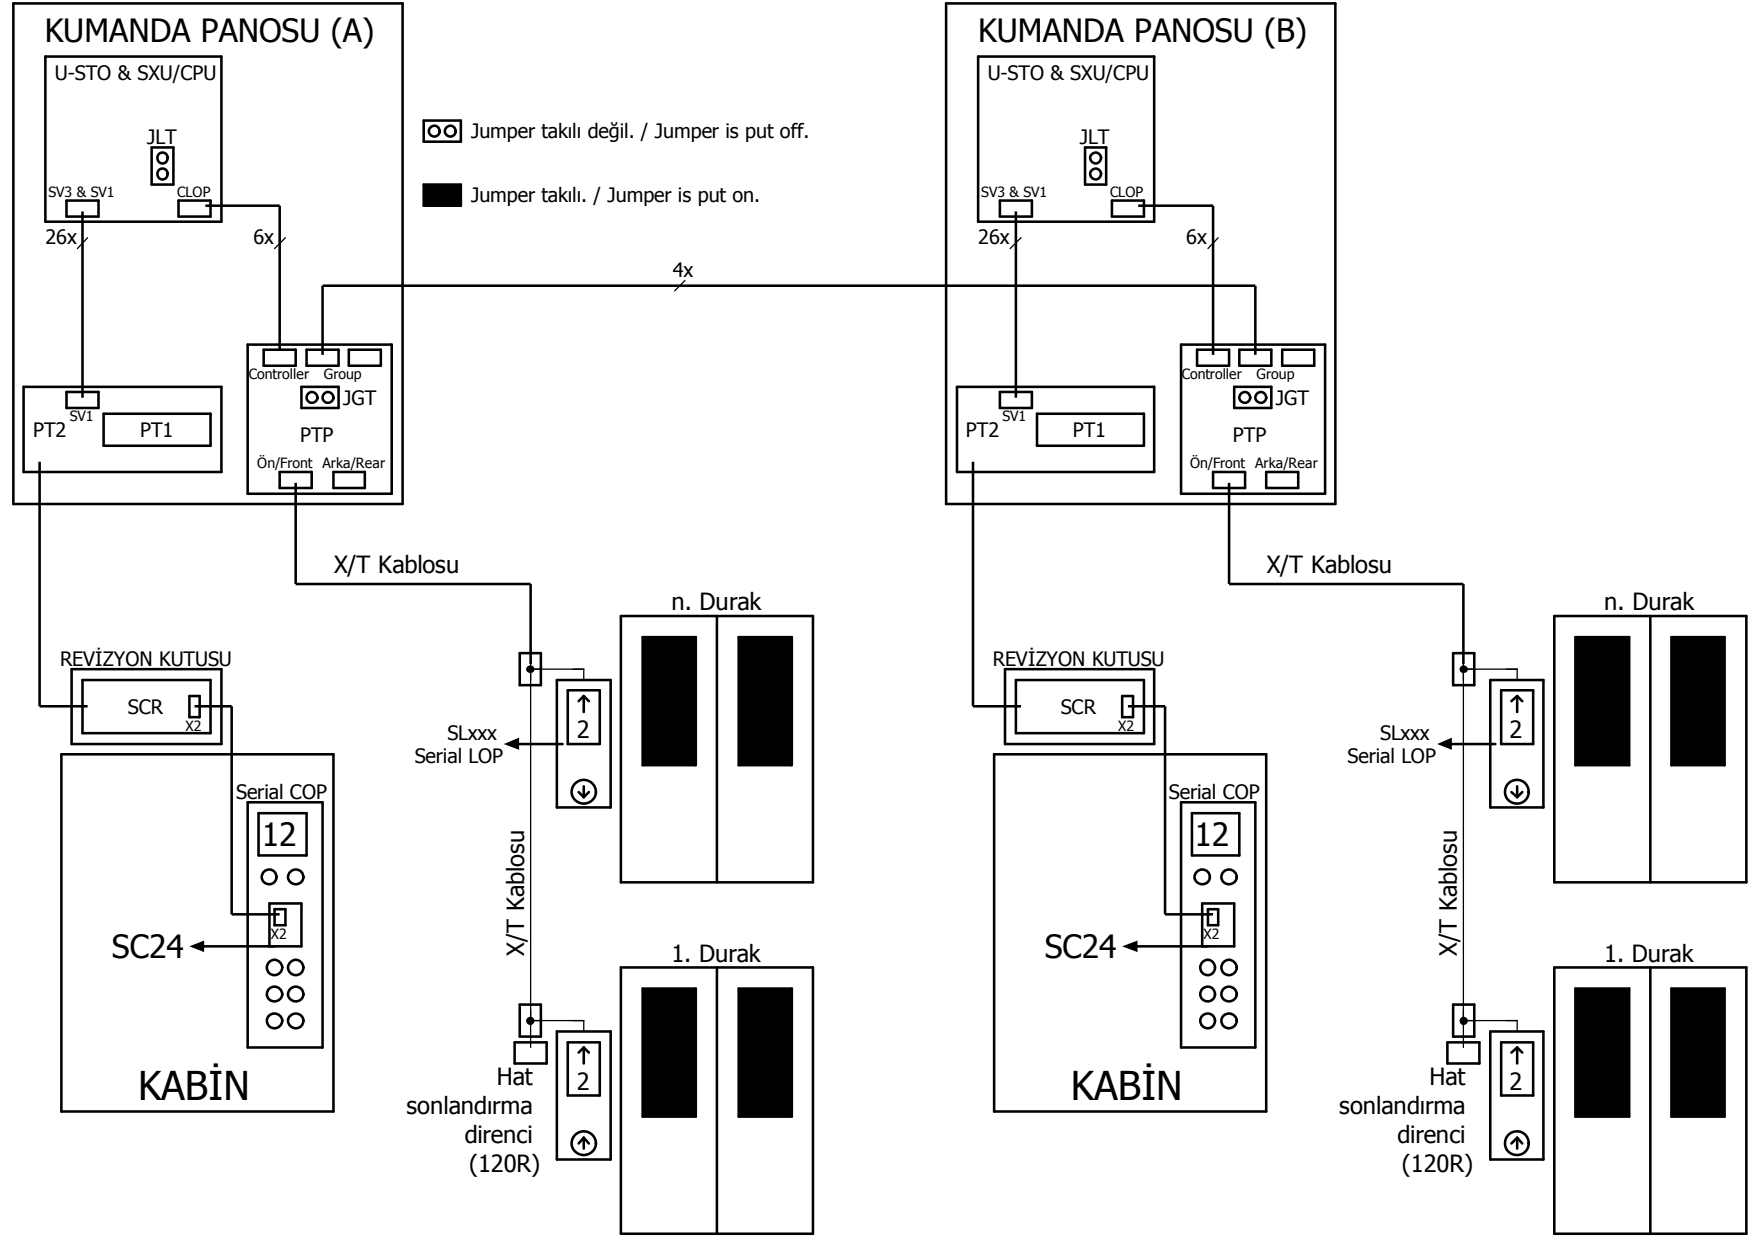 KUMANDA PANOSU (A)
U-STO & SXU/CPU
JLT
SV3 & SV1
CLOP
26x
6x
Controller
Group
JGT
PTP
Ön/Front
Arka/Rear
SV1
PT2
PT1
Jumper takılı değil. / Jumper is put off.
Jumper takılı. / Jumper is put on.
4x
KUMANDA PANOSU (B)
U-STO & SXU/CPU
JLT
SV3 & SV1
CLOP
26x
6x
Controller
Group
JGT
PTP
Ön/Front
Arka/Rear
SV1
PT2
PT1
X/T Kablosu
n. Durak
REVİZYON KUTUSU
SCR
X2
2
SLxxx
Serial LOP
Serial COP
12
X2
SC24
KABİN
X/T Kablosu
1. Durak
2
Hat
sonlandırma
direnci
(120R)
X/T Kablosu
n. Durak
REVİZYON KUTUSU
SCR
X2
2
SLxxx
Serial LOP
Serial COP
12
X2
SC24
KABİN
X/T Kablosu
1. Durak
2
Hat
sonlandırma
direnci
(120R)